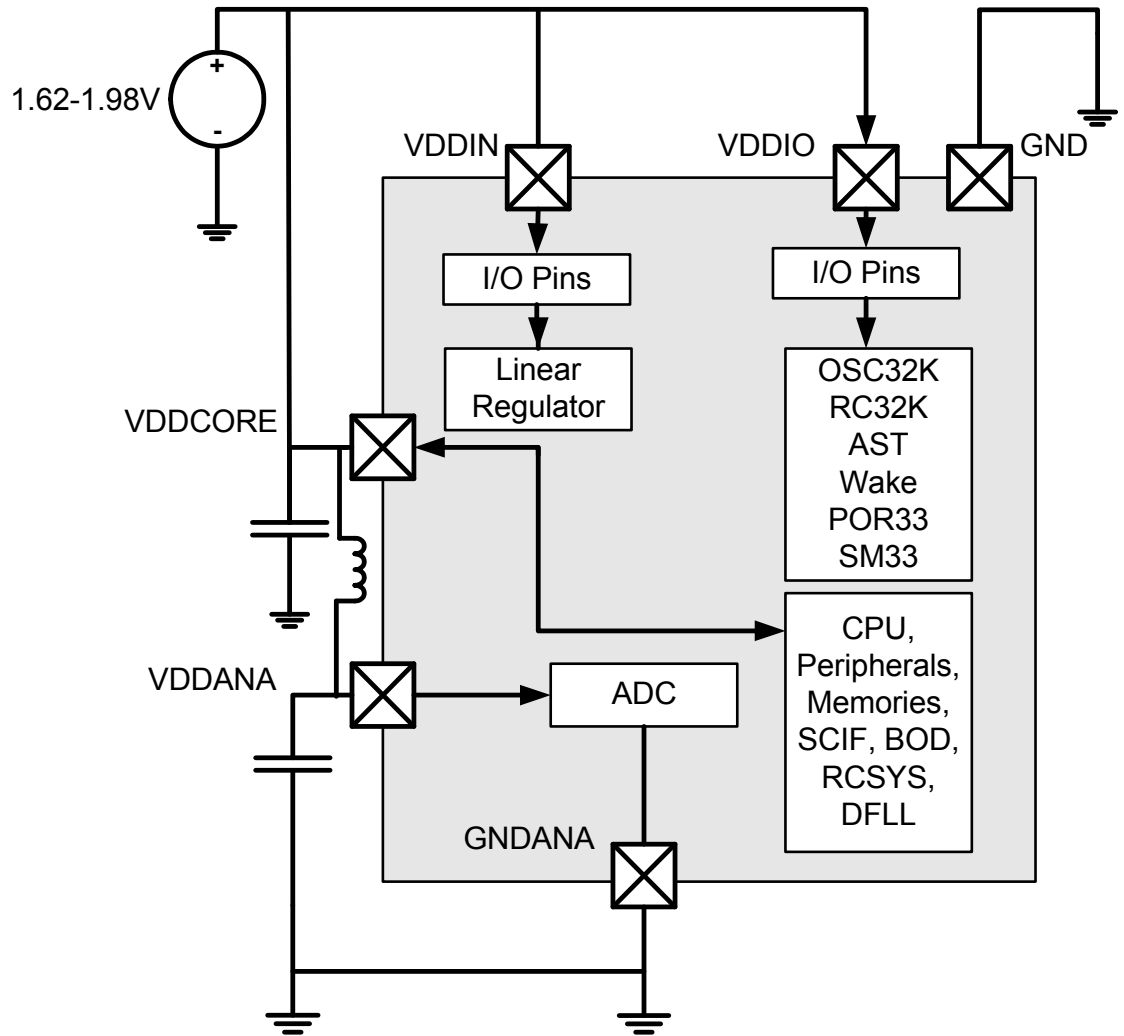 +
1.62-1.98V
-
VDDIN
VDDIO
GND
I/O Pins
I/O Pins
Linear
Regulator
OSC32K
RC32K
AST
Wake
POR33
SM33
VDDCORE
CPU,
Peripherals,
Memories,
SCIF, BOD,
RCSYS,
DFLL
VDDANA
ADC
GNDANA